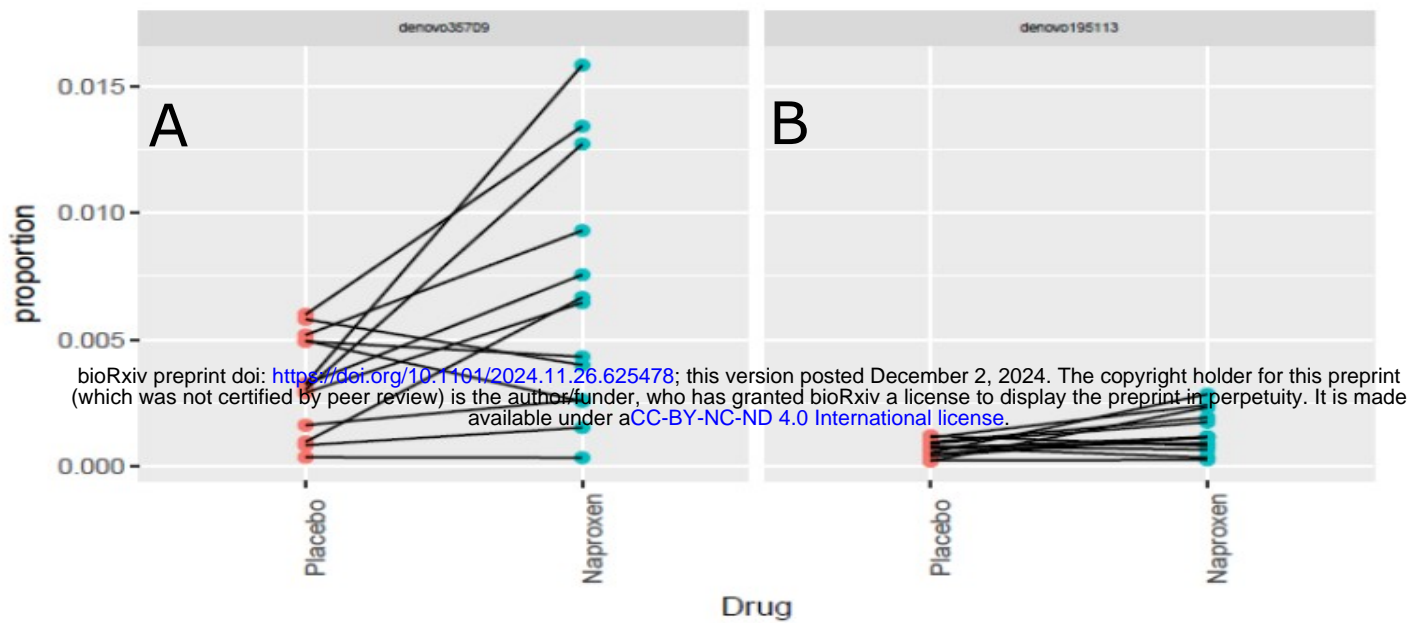 denovo35709
denovo195113
A
B
proportion
0.015
0.010
0.005
0.000
bioRxiv preprint doi: https://doi.org/10.1101/2024.11.26.625478; this version posted December 2, 2024. The copyright holder for this preprint
(which was not certified by peer review) is the author/funder, who has granted bioRxiv a license to display the preprint in perpetuity. It is made
available under aCC-BY-NC-ND 4.0 International license.
Placebo
Naproxen
Placebo
Naproxen
Drug